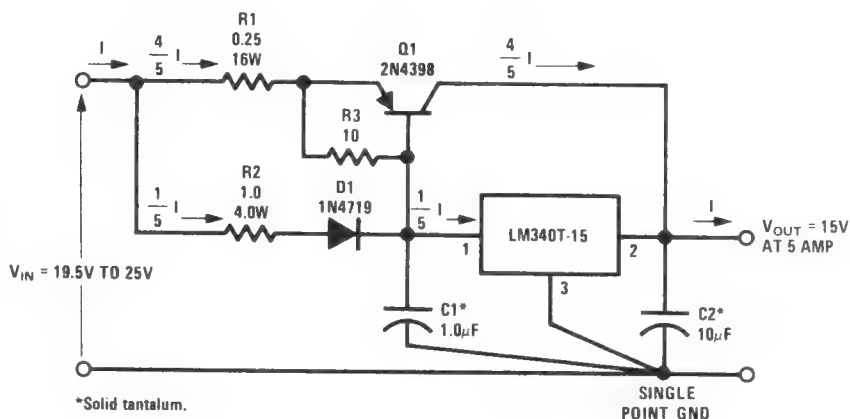 I
4/5 I
R1
0.25
16W
Q1
2N4398
4/5 I
R3
10
1/5 I
R2
1.0
4.0W
D1
1N4719
1/5 I
1
LM340T-15
2
3
I
VOUT = 15V
AT 5 AMP
VIN = 19.5V TO 25V
C1*
1.0μF
C2*
10μF
*Solid tantalum.
SINGLE
POINT GND